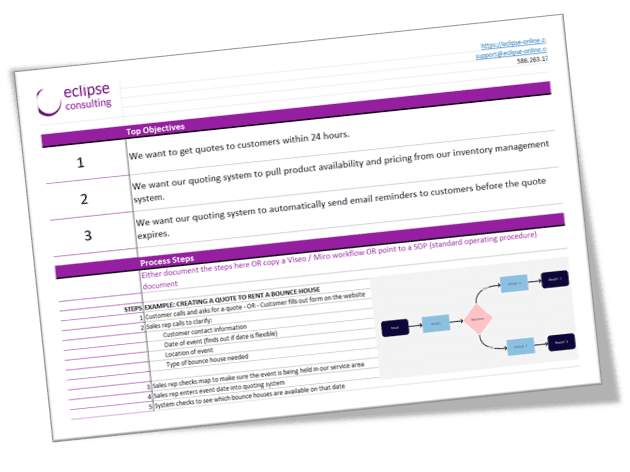 eclipse
consulting
https://eclipse-online.c
support@eclipse-online.c
586.263.17
Top Objectives
1 We want to get quotes to customers within 24 hours.
2 We want our quoting system to pull product availability and pricing from our inventory management
system.
3 We want our quoting system to automatically send email reminders to customers before the quote
expires.
Process Steps
Either document the steps here OR copy a Viseo / Miro workflow OR point to a SOP (standard operating procedure)
document
STEPS EXAMPLE: CREATING A QUOTE TO RENT A BOUNCE HOUSE
1 Customer calls and asks for a quote - OR - Customer fills out form on the website
2 Sales rep calls to clarify:
Customer contact information
Date of event (finds out if date is flexible)
Location of event
Type of bounce house needed
3 Sales rep checks map to make sure the event is being held in our service area
4 Sales rep enters event date into quoting system
5 System checks to see which bounce houses are available on that date